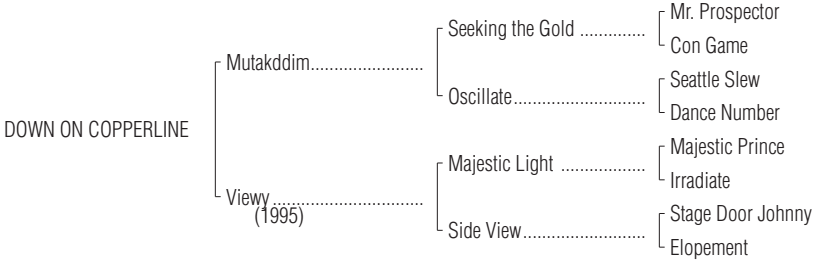 Mr. Prospector
Seeking the Gold ..............
Con Game
Mutakddim........................
Seattle Slew
Oscillate............................
Dance Number
DOWN ON COPPERLINE
Majestic Prince
Majestic Light ..................
Irradiate
Viewy ................................
(1995)
Stage Door Johnny
Side View..........................
Elopement